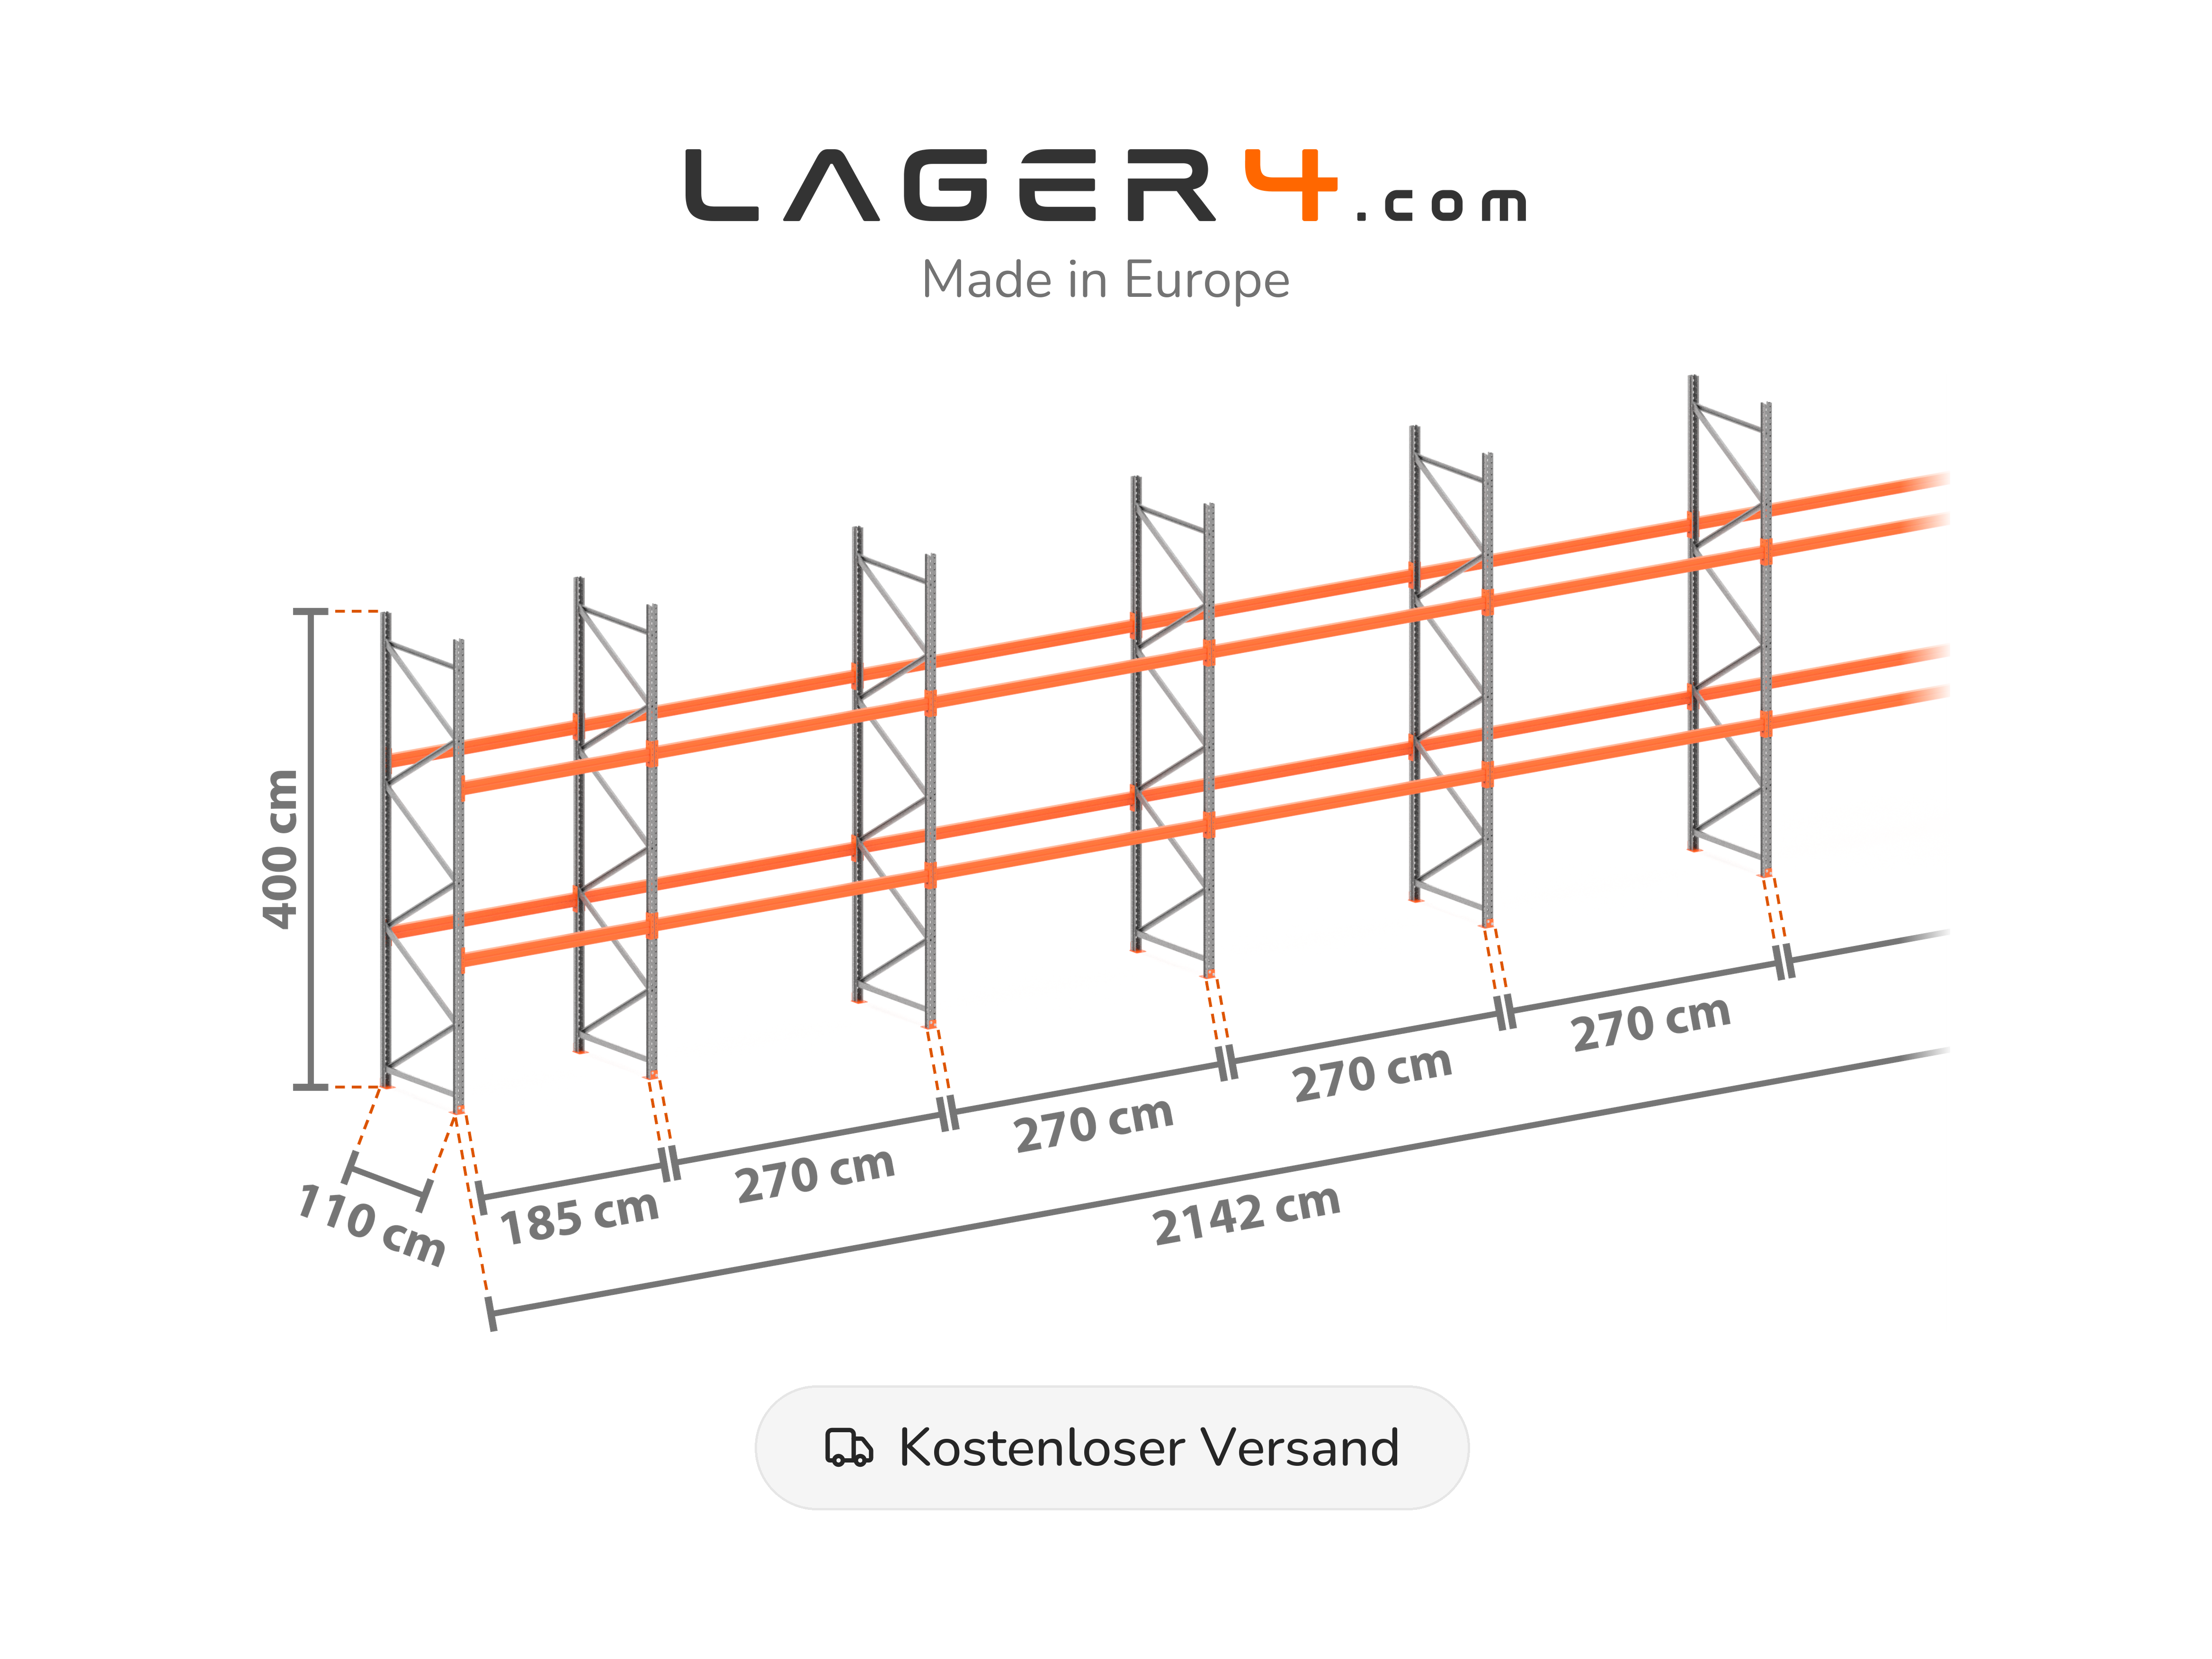 LAGER4.com
Made in Europe
400 cm
110 cm
185 cm
270 cm
270 cm
270 cm
270 cm
2142 cm
Kostenloser Versand